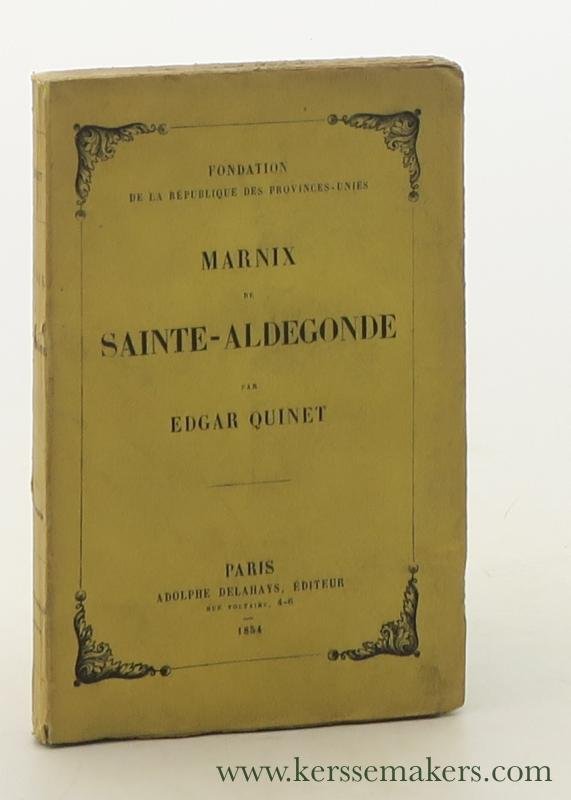 FONDATION
DE LA RÉPUBLIQUE DES PROVINCES-UNIES
MARNIX
DE
SAINTE-ALDEGONDE
PAR
EDGAR QUINET
PARIS
ADOLPHE DELAHAYS, ÉDITEUR
RUE VOLTAIRE, 4-6
1854
www.kerssemakers.com